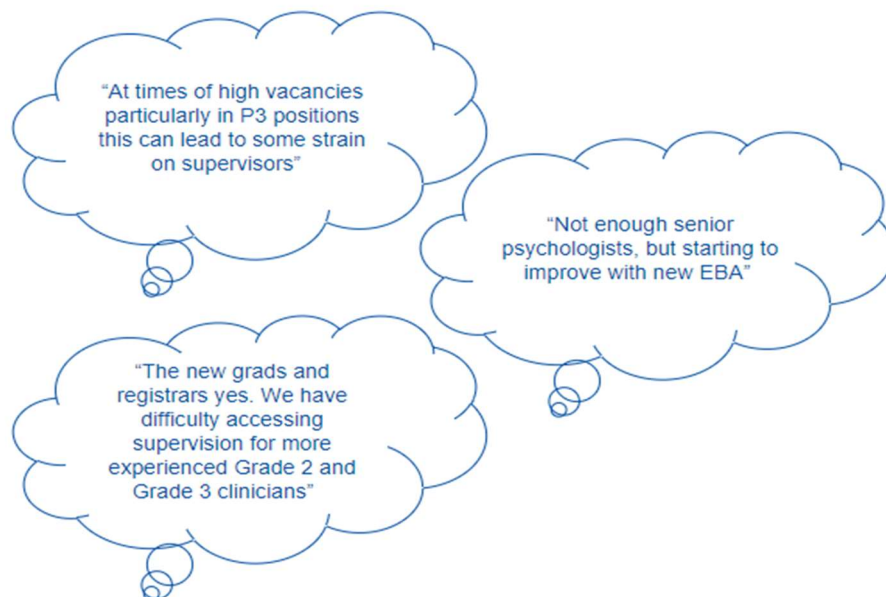 “At times of high vacancies
particularly in P3 positions
this can lead to some strain
on supervisors”
“Not enough senior
psychologists, but starting to
improve with new EBA”
“The new grads and
registrars yes. We have
difficulty accessing
supervision for more
experienced Grade 2 and
Grade 3 clinicians”